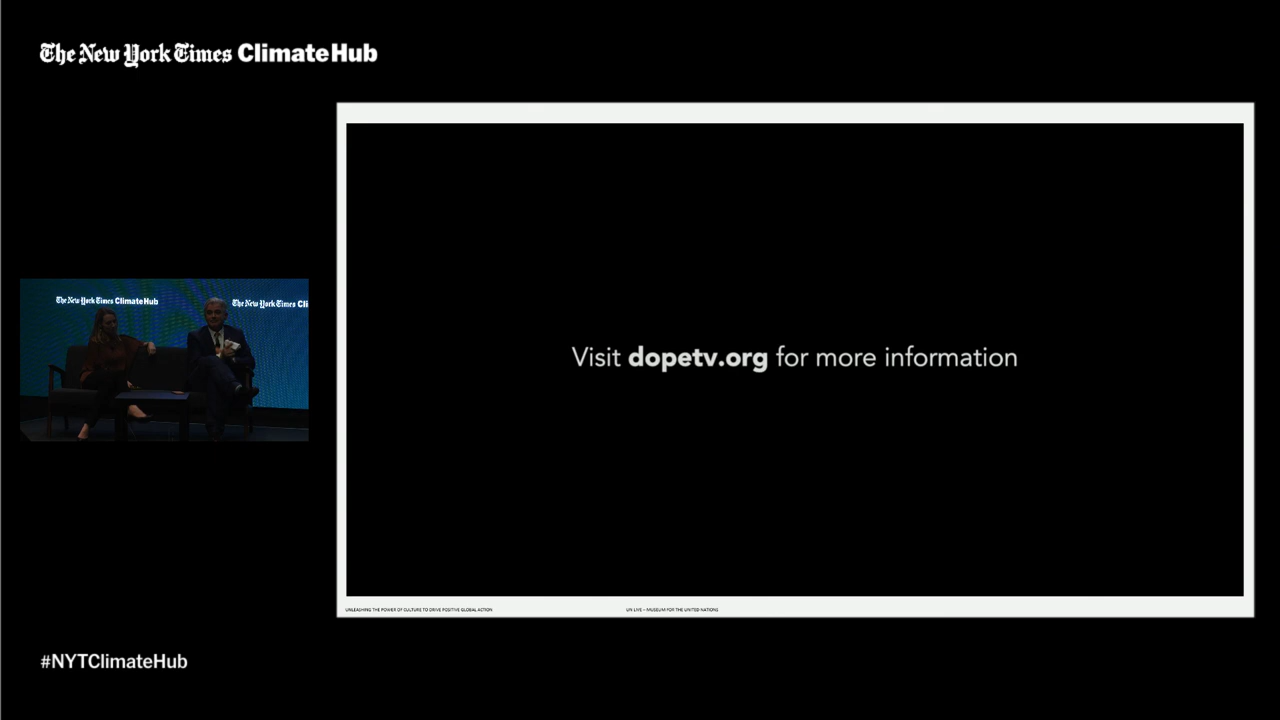 The New York Times Climate Hub
The New York Times Climate Hub
The New York Times Cli
Visit dopetv.org for more information
UNLEASHING THE POWER OF CULTURE TO DRIVE POSITIVE GLOBAL ACTION
UN LIVE – MUSEUM FOR THE UNITED NATIONS
#NYTClimateHub